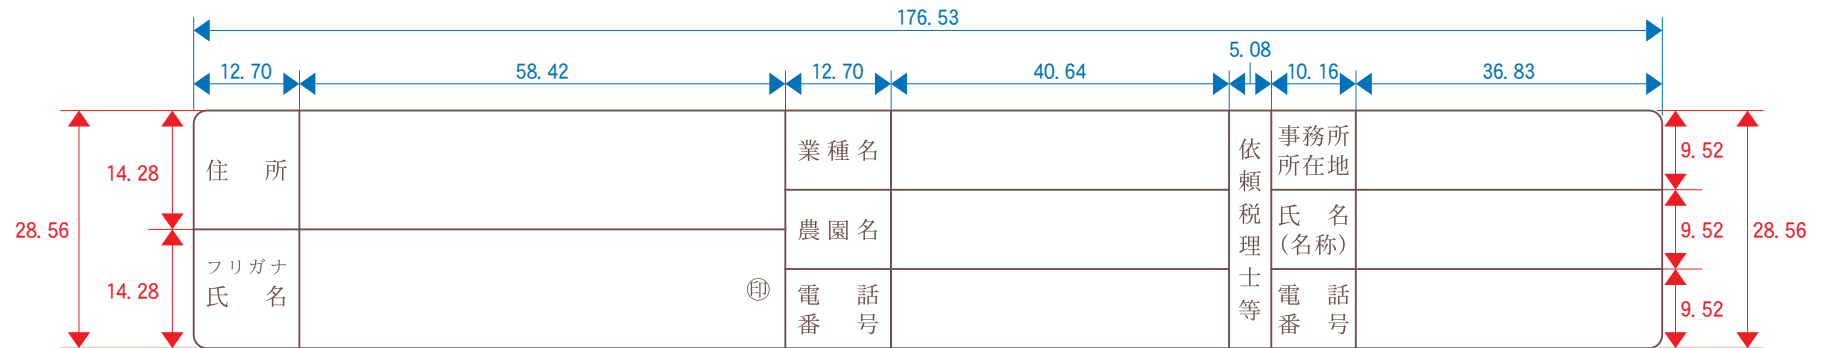 176.53
12.70
58.42
12.70
40.64
5.08
10.16
36.83
28.56
14.28
14.28
住所
フリガナ
氏名
㊞
業種名
農園名
電話
番号
依頼税理士等
事務所
所在地
氏名
(名称)
電話
番号
9.52
9.52
9.52
28.56